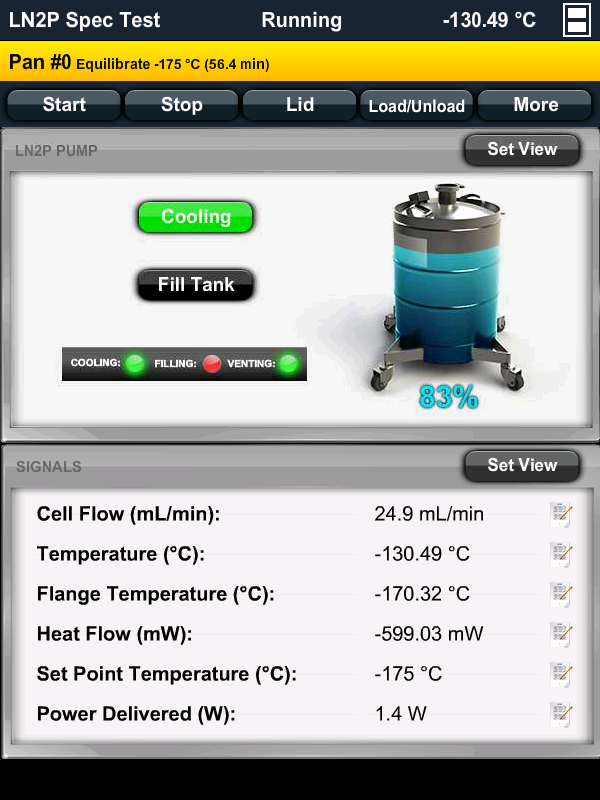 LN2P Spec Test Running -130.49 °C
Pan #0 Equilibrate -175 °C (56.4 min)
Start Stop Lid Load/Unload More
LN2P PUMP Set View
Cooling
Fill Tank
COOLING: FILLING: VENTING:
83%
SIGNALS Set View
Cell Flow (mL/min): 24.9 mL/min
Temperature (°C): -130.49 °C
Flange Temperature (°C): -170.32 °C
Heat Flow (mW): -599.03 mW
Set Point Temperature (°C): -175 °C
Power Delivered (W): 1.4 W